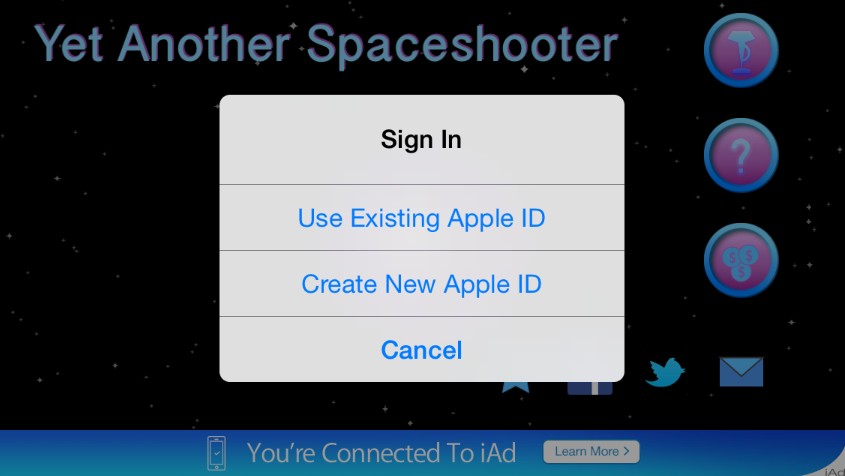 Yet Another Spaceshooter
Sign In
Use Existing Apple ID
Create New Apple ID
Cancel
You're Connected To iAd
Learn More >
iAd